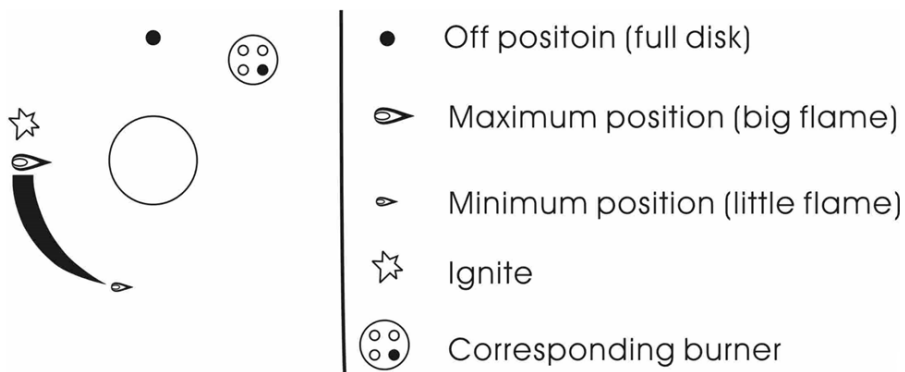 Off positoin (full disk)
Maximum position (big flame)
Minimum position (little flame)
Ignite
Corresponding burner